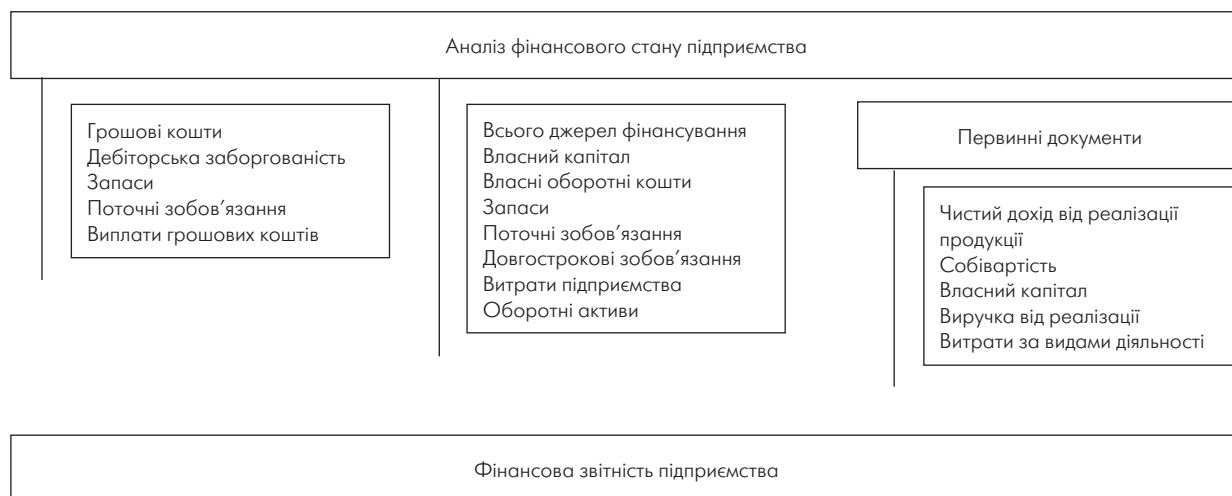 Аналіз фінансового стану підприємства
Грошові кошти
Дебіторська заборгованість
Запаси
Поточні зобов’язання
Виплати грошових коштів
Всього джерел фінансування
Власний капітал
Власні оборотні кошти
Запаси
Поточні зобов’язання
Довгострокові зобов’язання
Витрати підприємства
Оборотні активи
Первинні документи
Чистий дохід від реалізації
продукції
Собівартість
Власний капітал
Виручка від реалізації
Витрати за видами діяльності
Фінансова звітність підприємства